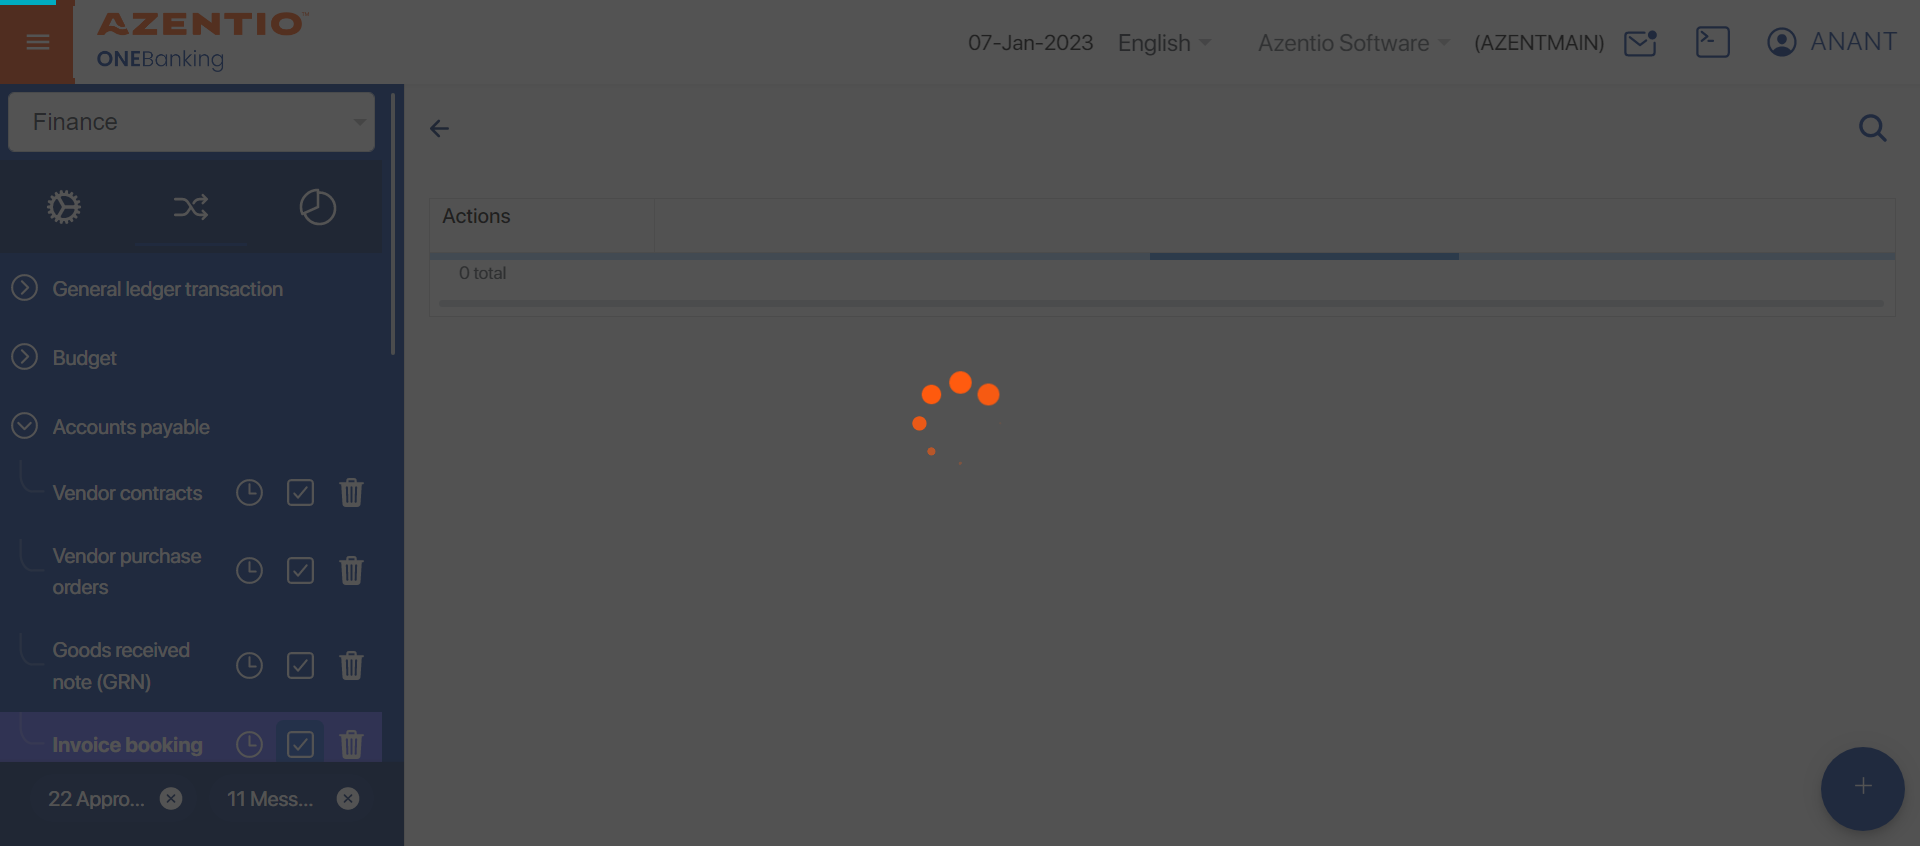 AZENTIO™
ONEBanking
07-Jan-2023
English
Azentio Software
(AZENTMAIN)
ANANT
Finance
General ledger transaction
Budget
Accounts payable
Vendor contracts
Vendor purchase
orders
Goods received
note (GRN)
Invoice booking
22 Appro...
11 Mess...
Actions
0 total